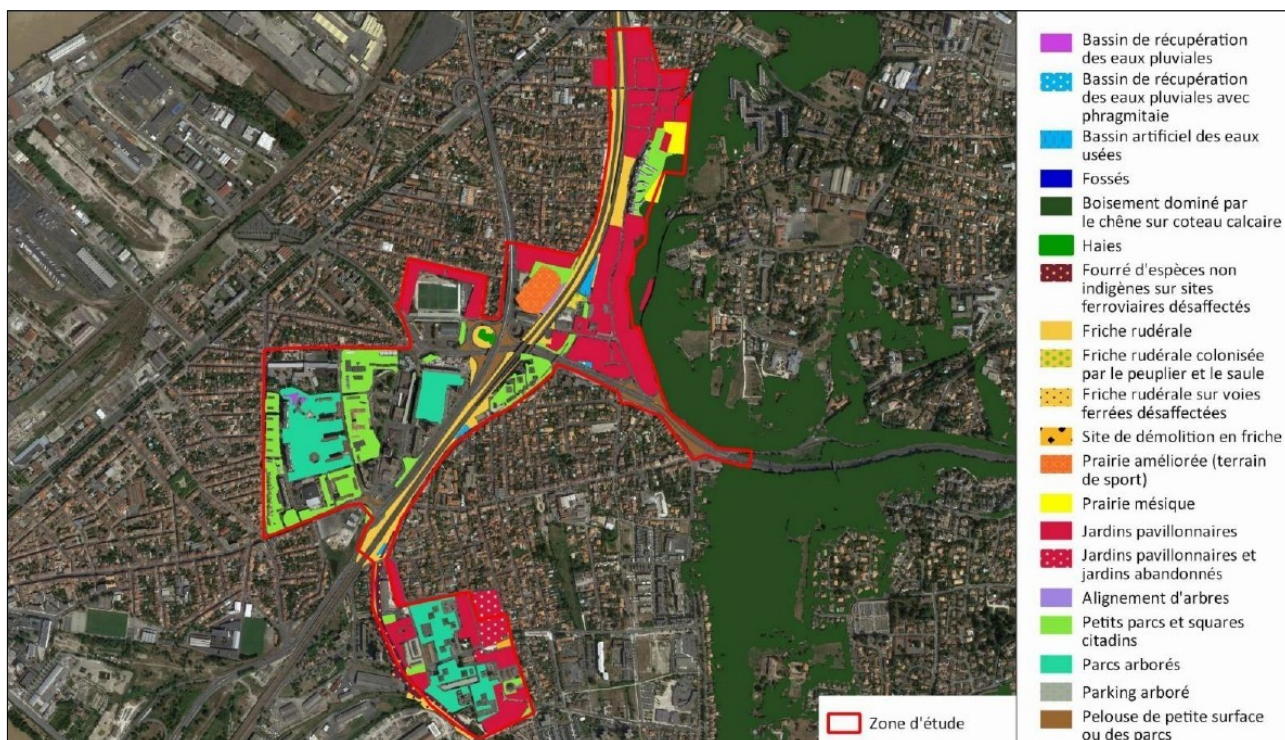 Bassin de récupération
des eaux pluviales
Bassin de récupération
des eaux pluviales avec
phragmitaie
Bassin artificiel des eaux
usées
Fossés
Boisement dominé par
le chêne sur coteau calcaire
Haies
Fourré d'espèces non
indigènes sur sites
ferroviaires désaffectés
Friche rudérale
Friche rudérale colonisée
par le peuplier et le saule
Friche rudérale sur voies
ferrées désaffectées
Site de démolition en friche
Prairie améliorée (terrain
de sport)
Prairie mésique
Jardins pavillonnaires
Jardins pavillonnaires et
jardins abandonnés
Alignement d'arbres
Petits parcs et squares
citadins
Parcs arborés
Parking arboré
Pelouse de petite surface
ou des parcs
Zone d'étude